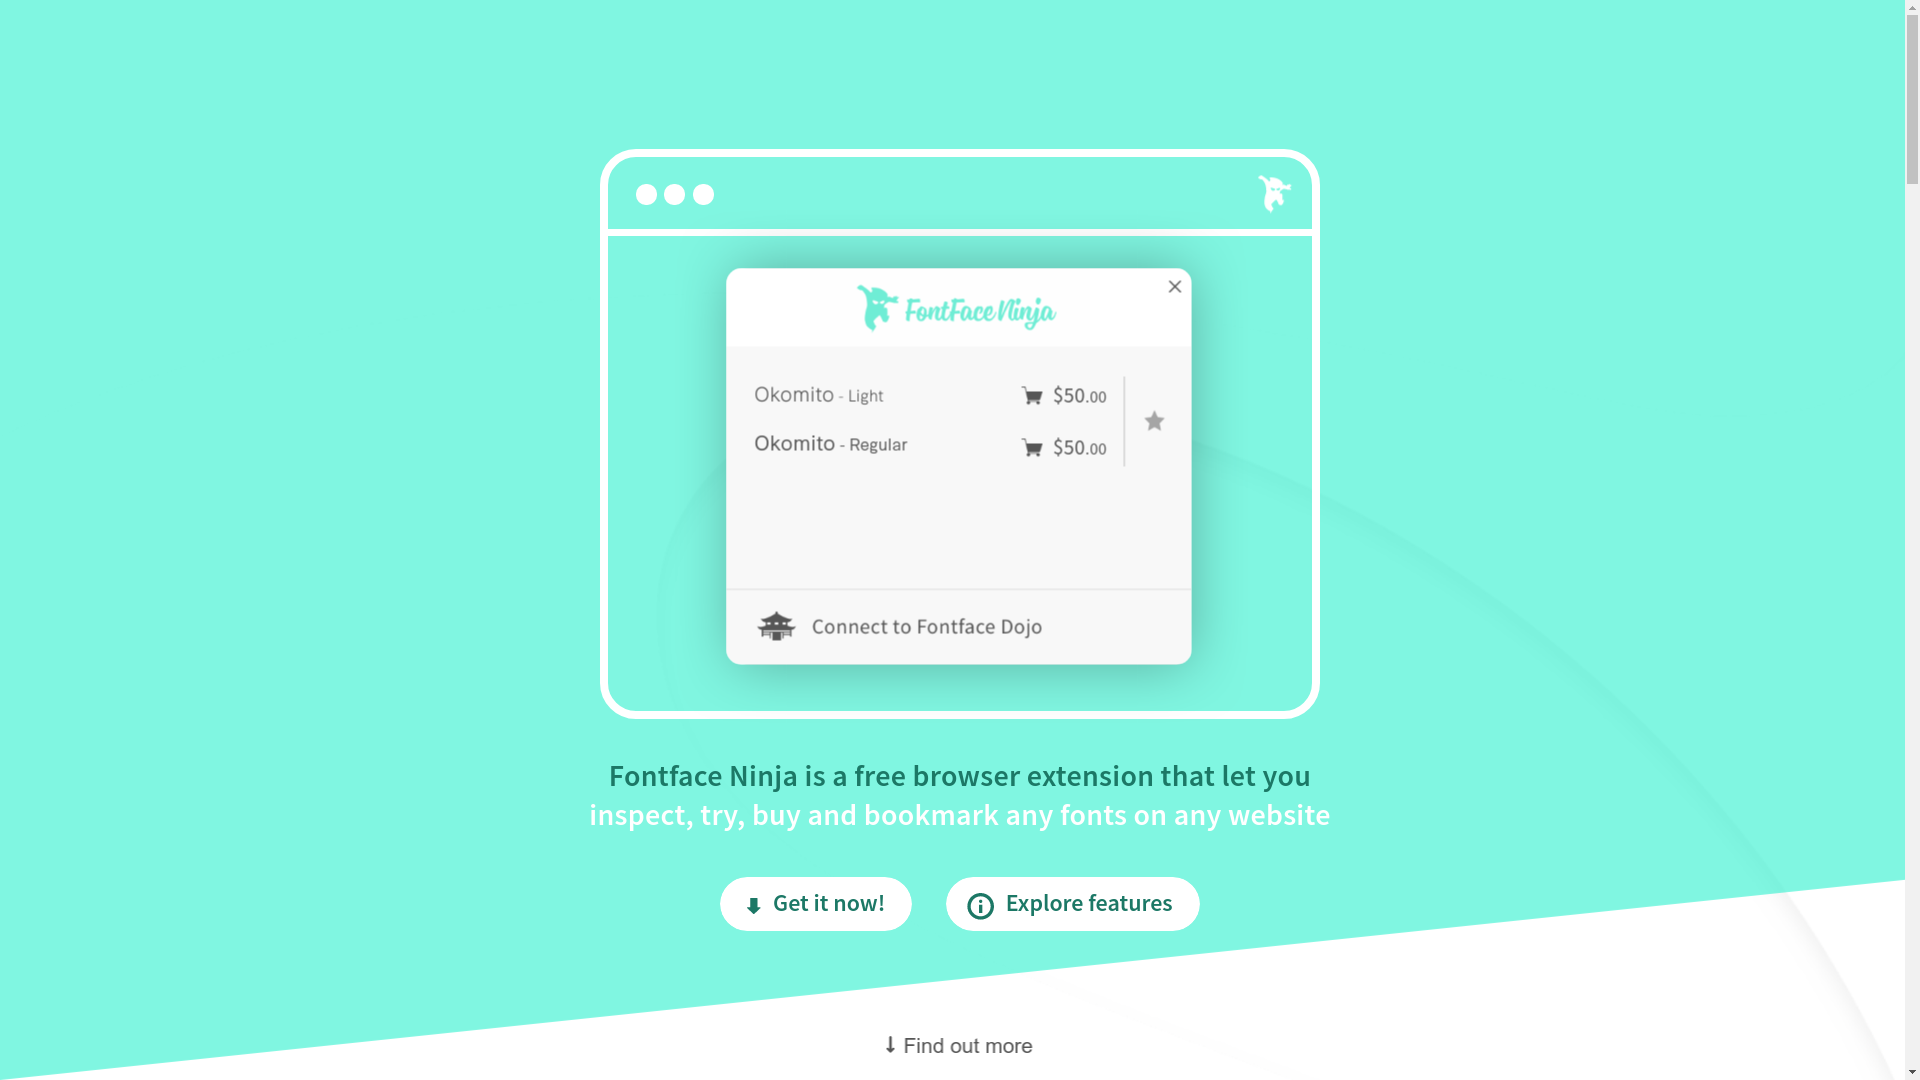 FontFace Ninja
Okomito - Light $50.00
Okomito - Regular $50.00
Connect to Fontface Dojo
Fontface Ninja is a free browser extension that let you
inspect, try, buy and bookmark any fonts on any website
Get it now! Explore features
Find out more